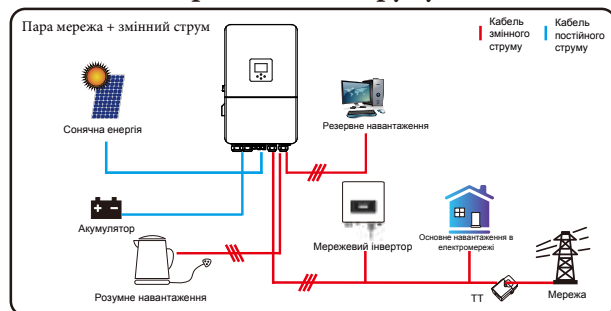 Пара мережа + змінний струм
Кабель
змінного
струму
Кабель
постійного
струму
Сонячна енергія
Резервне навантаження
Акумулятор
Мережевий інвертор
Основне навантаження в
електромережі
Розумне навантаження
ТТ
Мережа